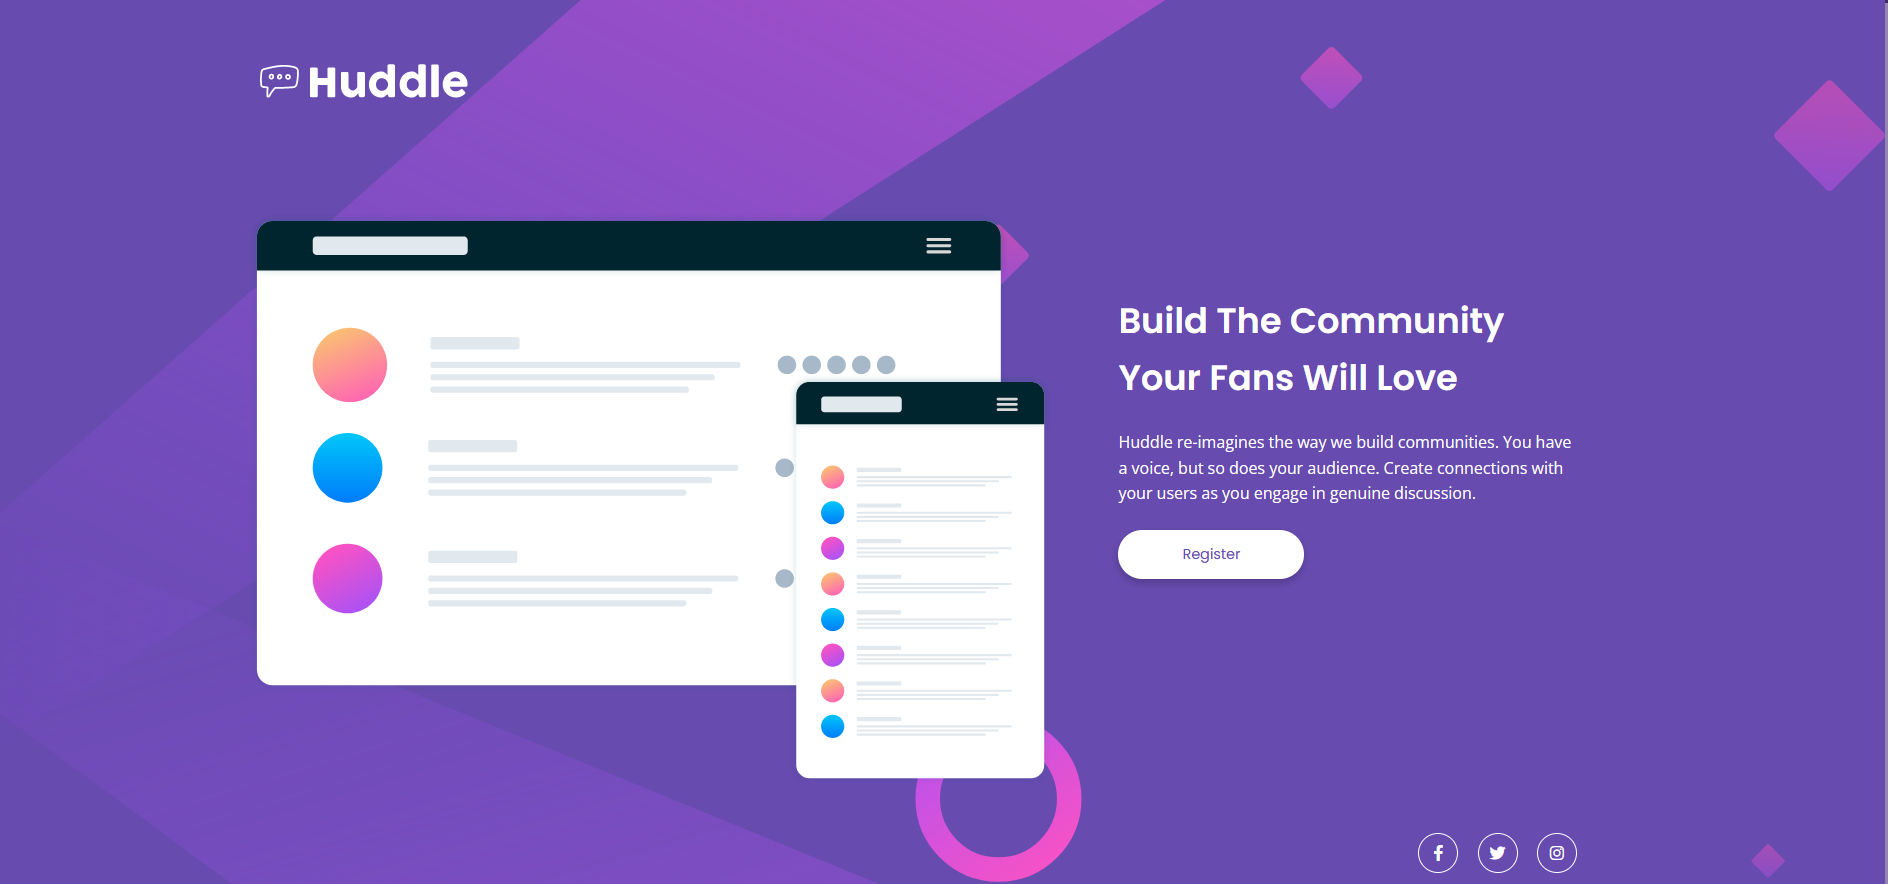 Huddle
Build The Community
Your Fans Will Love
Huddle re-imagines the way we build communities. You have
a voice, but so does your audience. Create connections with
your users as you engage in genuine discussion.
Register